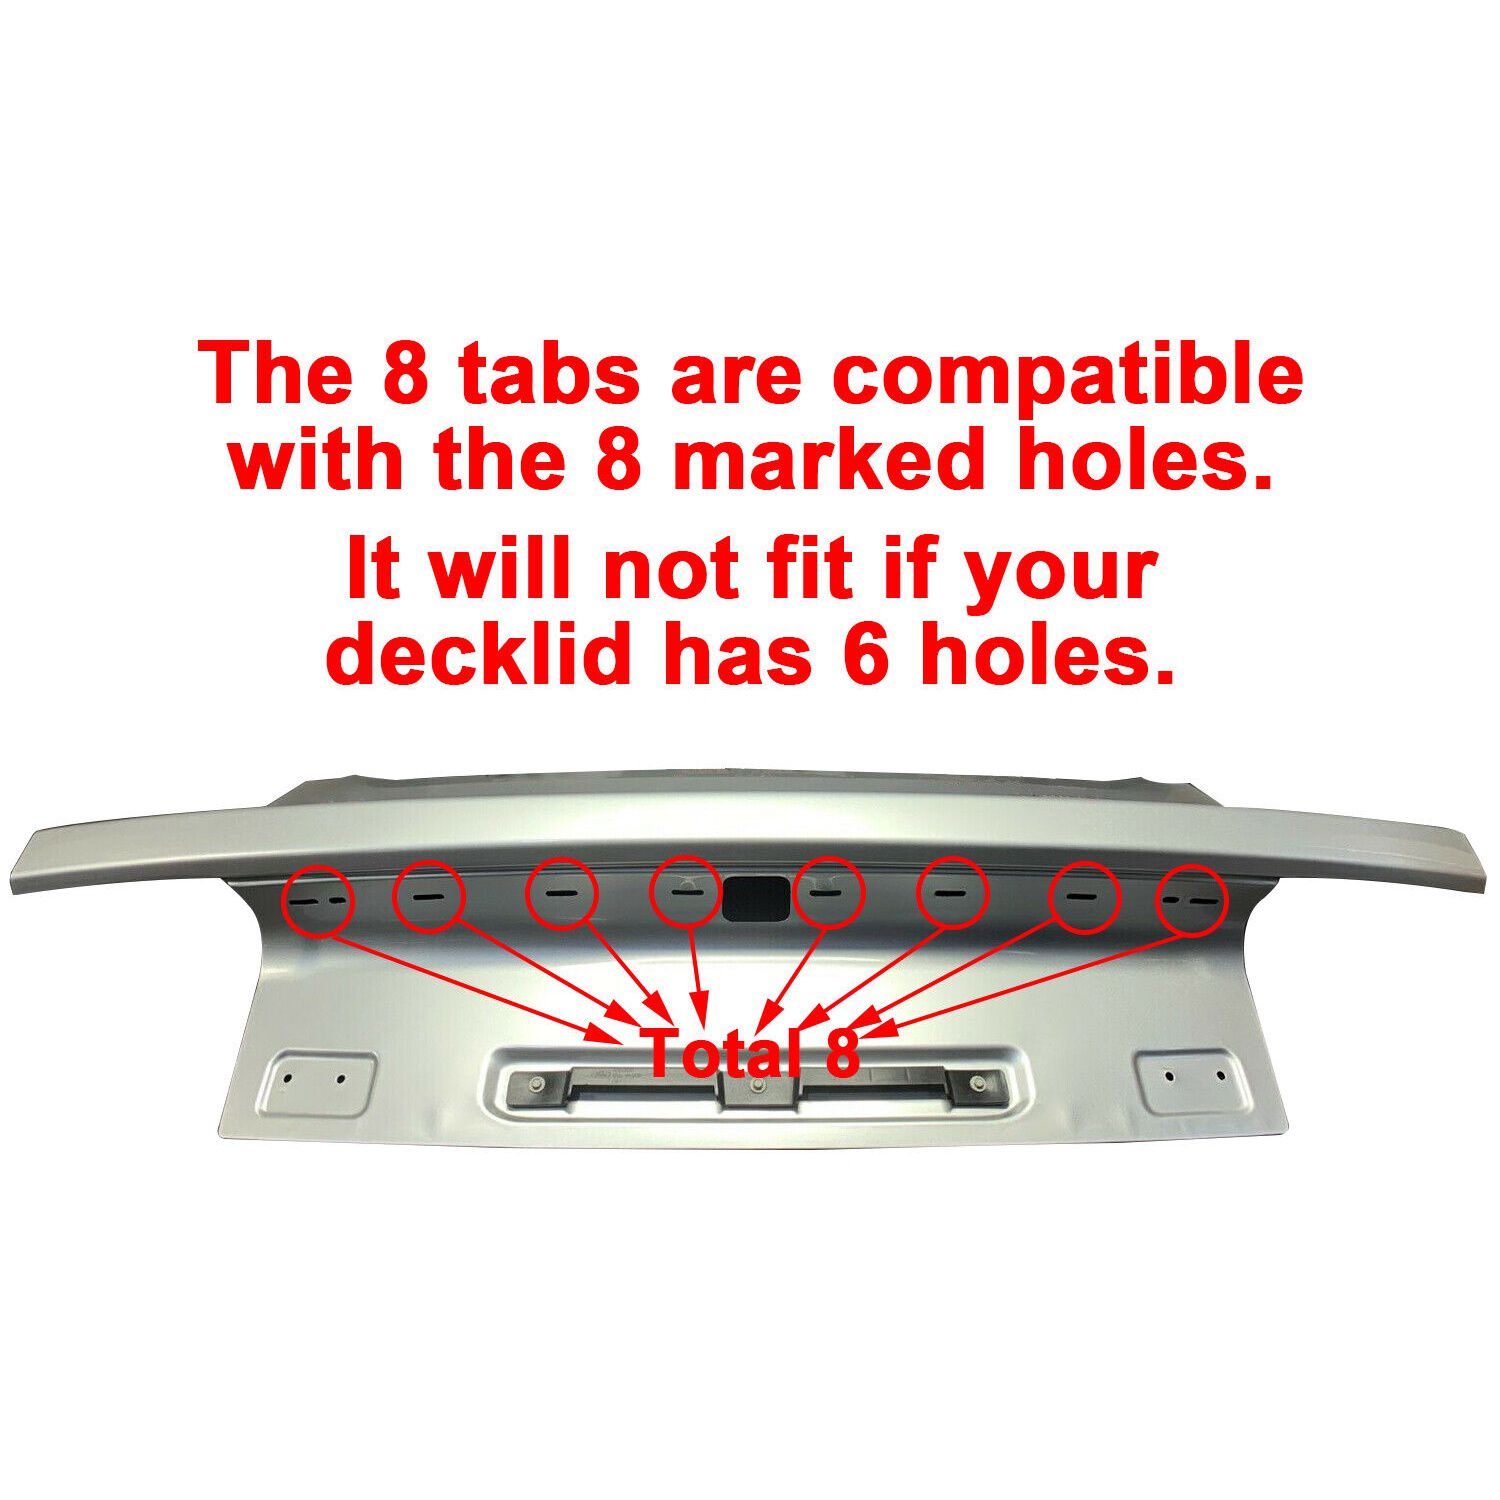 The 8 tabs are compatible
with the 8 marked holes.
It will not fit if your
decklid has 6 holes.
Total 8